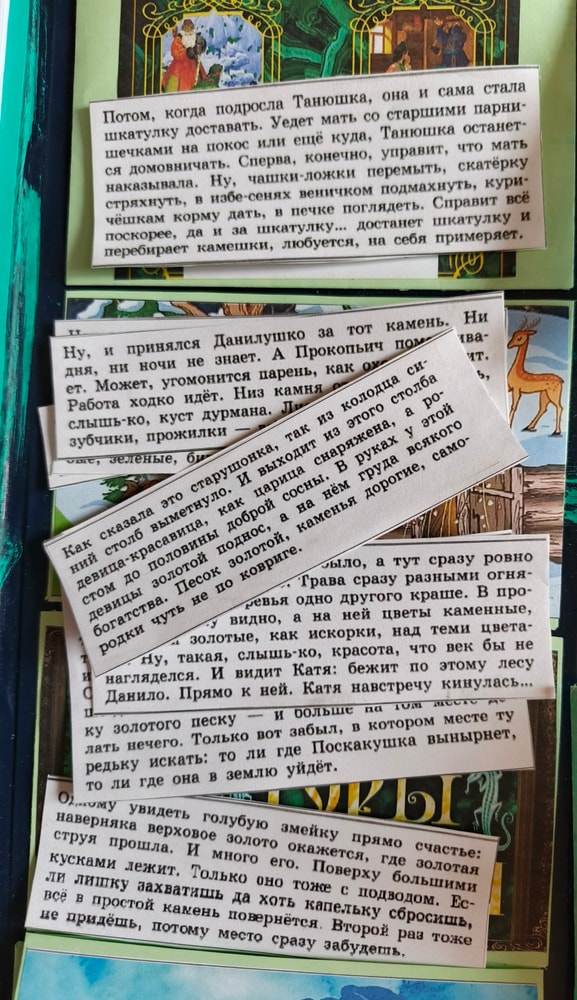 Потом, когда подросла Танюшка, она и сама стала
шкатулку доставать. Уедет мать со старшими парни-
шечками на покос или ещё куда, Танюшка останет-
ся домовничать. Сперва, конечно, управит, что мать
наказывала. Ну, чашки-ложки перемыть, скатёрку
стряхнуть, в избе-сенях веничком подмахнуть, кури-
чёшкам корму дать, в печке поглядеть. Справит всё
поскорее, да и за шкатулку... достанет шкатулку и
перебирает камешки, любуется, на себя примеряет.
Ну, и принялся Данилушко за тот камень. Ни
дня, ни ночи не знает. А Прокопьич
ет. Может, угомонится парень, как
Работа ходко идёт. Низ камня
слышь-ко, куст дурмана.
зубчики, прожилки —
зелёные,
Как сказала это старушонка, так из колодца си-
ний столб выметнуло. И выходит из этого столба
девица-красавица, как царица снаряжена, а ро-
стом до половины доброй сосны. В руках у этой
девицы золотой поднос, а на нём груда всякого
богатства. Песок золотой, каменья дорогие, само-
родки чуть не по ковриге.
было, а тут сразу ровно
Трава сразу разными огня-
одно другого краше. В про-
видно, а на ней цветы каменные,
золотые, как искорки, над теми цвета-
Ну, такая, слышь-ко, красота, что век бы не
нагляделся. И видит Катя: бежит по этому лесу
Данило. Прямо к ней. Катя навстречу кинулась...
ку золотого песку — и больше на том месте де-
лать нечего. Только вот забыл, в котором месте ту
редьку искать: то ли где Поскакушка вынырнет,
то ли где она в землю уйдёт.
Одному увидеть голубую змейку прямо счастье:
наверняка верховое золото окажется, где золотая
струя прошла. И много его. Поверху большими
кусками лежит. Только оно тоже с подводом. Ес-
ли лишку захватишь да хоть капельку сбросишь,
всё в простой камень повернётся. Второй раз тоже
не придёшь, потому место сразу забудешь.